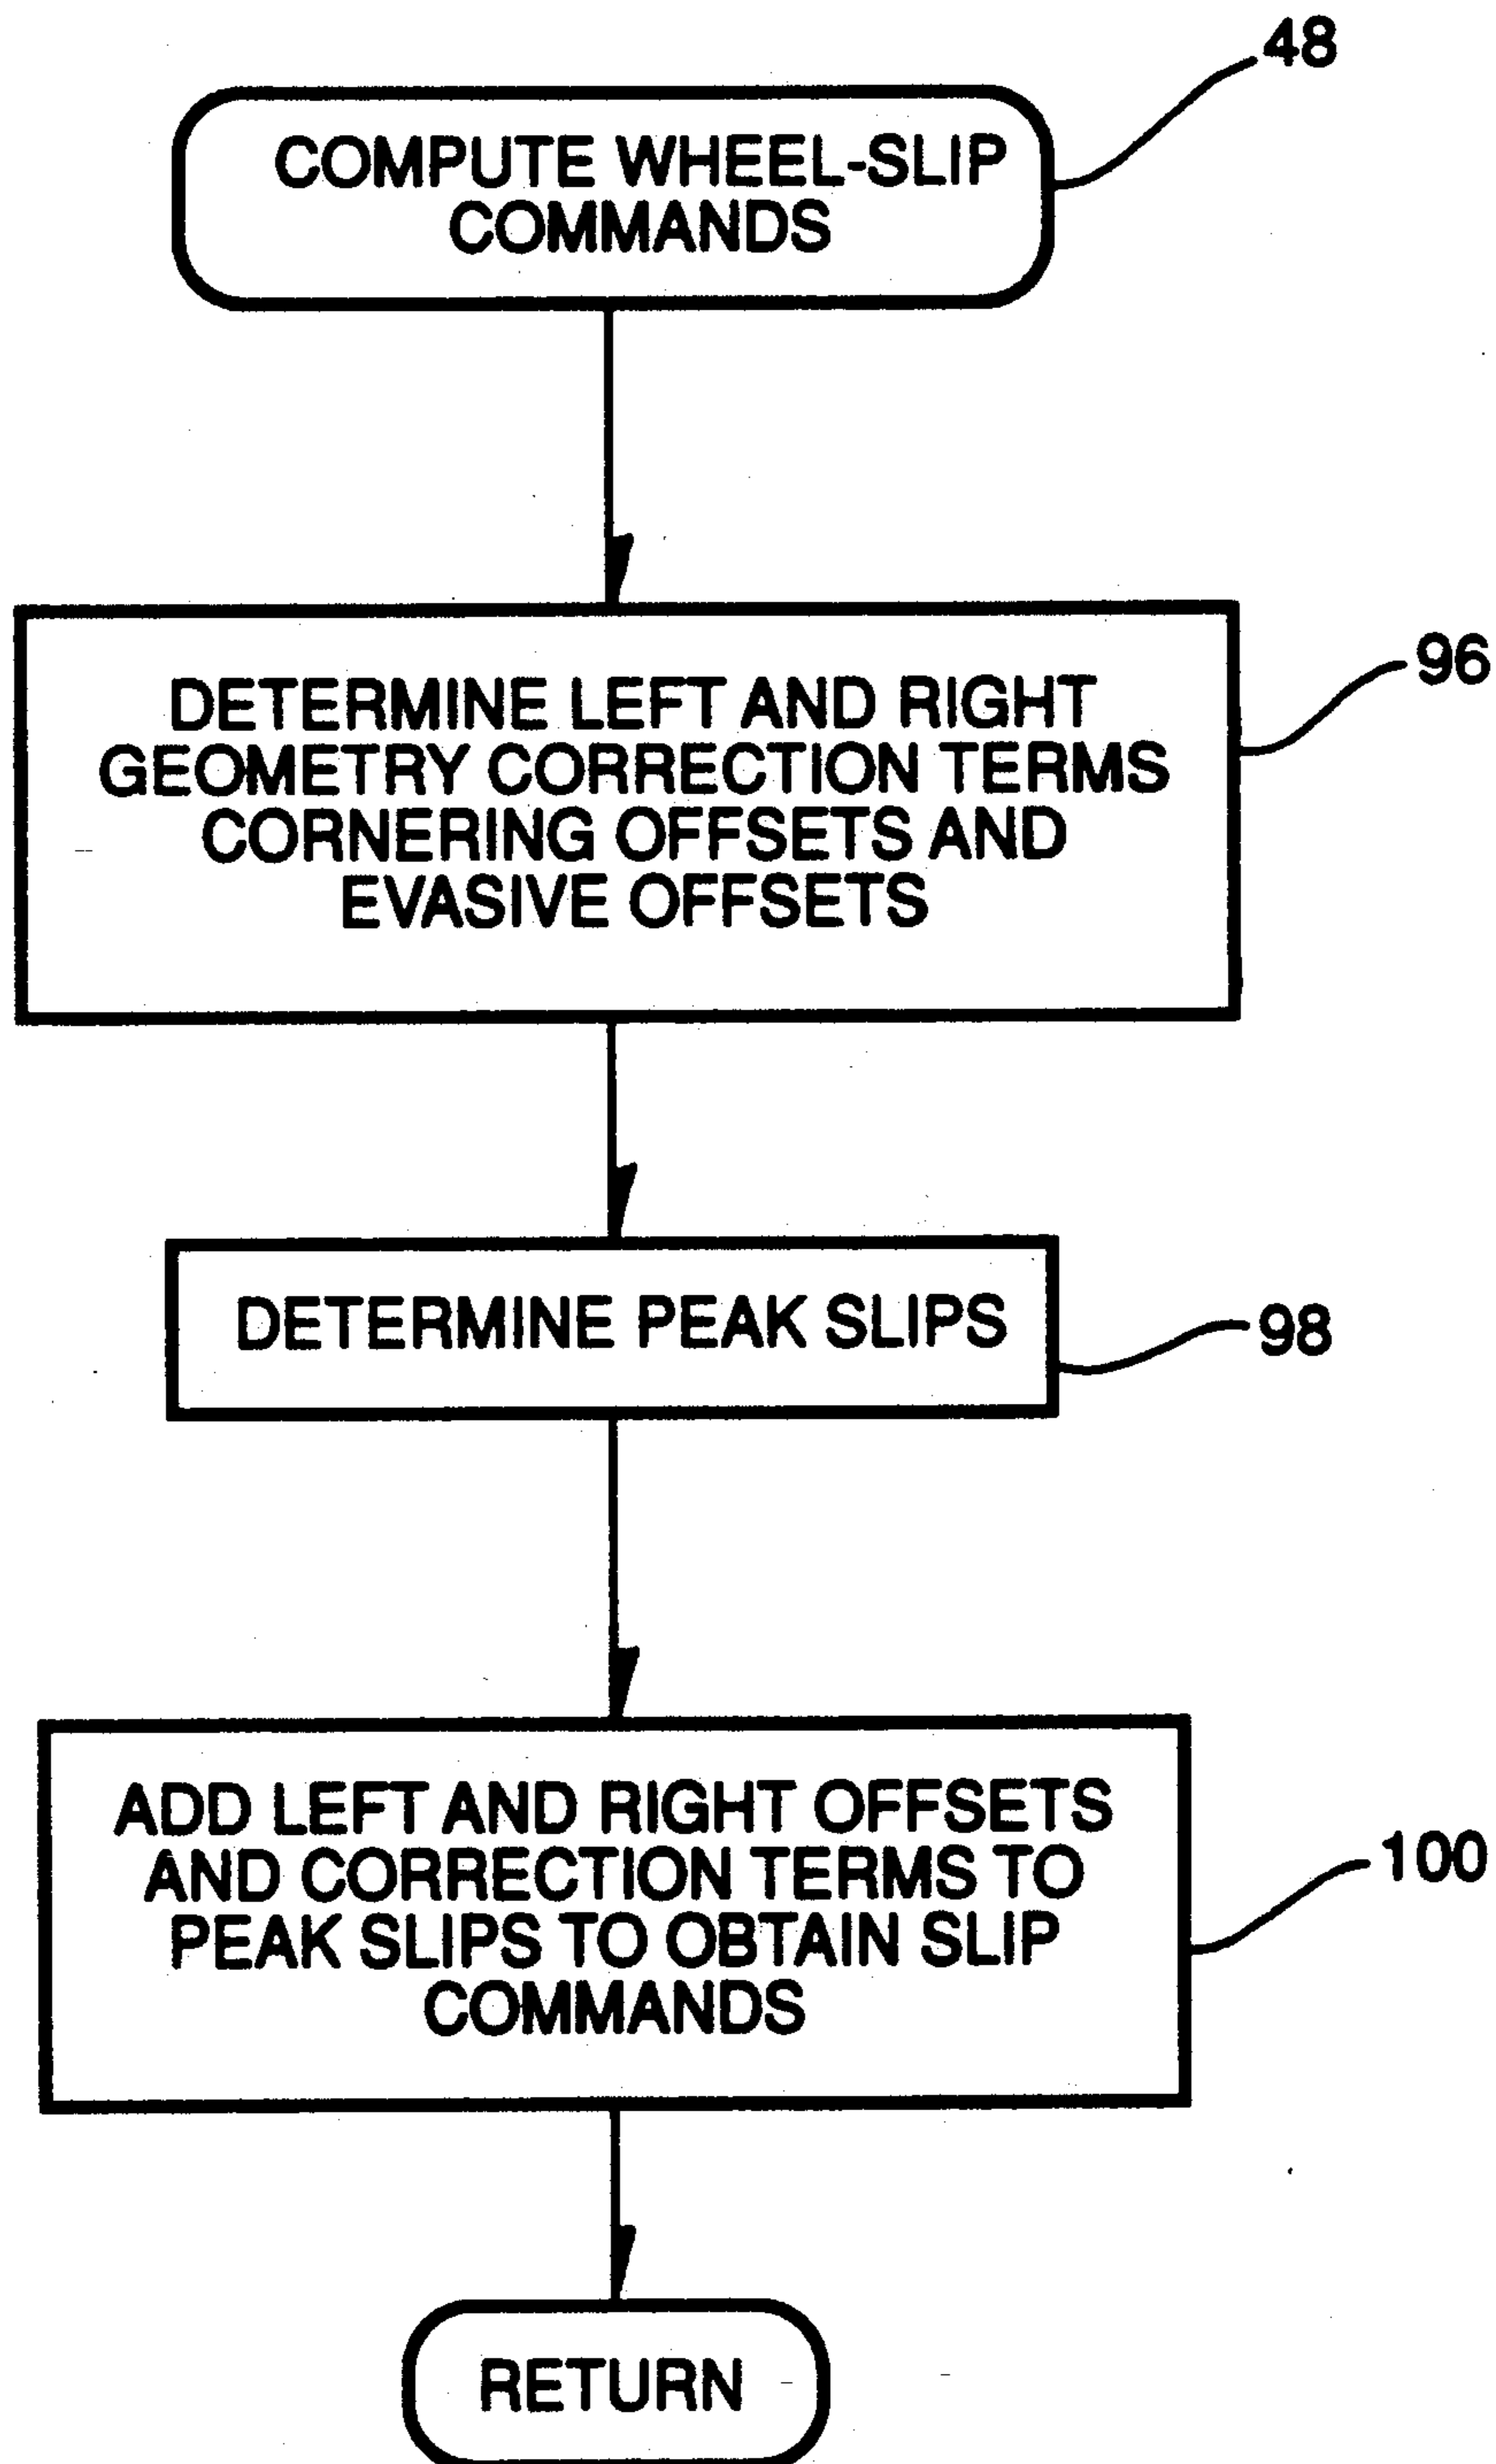 48
COMPUTE WHEEL-SLIP
COMMANDS
96
DETERMINE LEFT AND RIGHT
GEOMETRY CORRECTION TERMS
CORNERING OFFSETS AND
EVASIVE OFFSETS
DETERMINE PEAK SLIPS
98
ADD LEFT AND RIGHT OFFSETS
AND CORRECTION TERMS TO
PEAK SLIPS TO OBTAIN SLIP
COMMANDS
100
RETURN